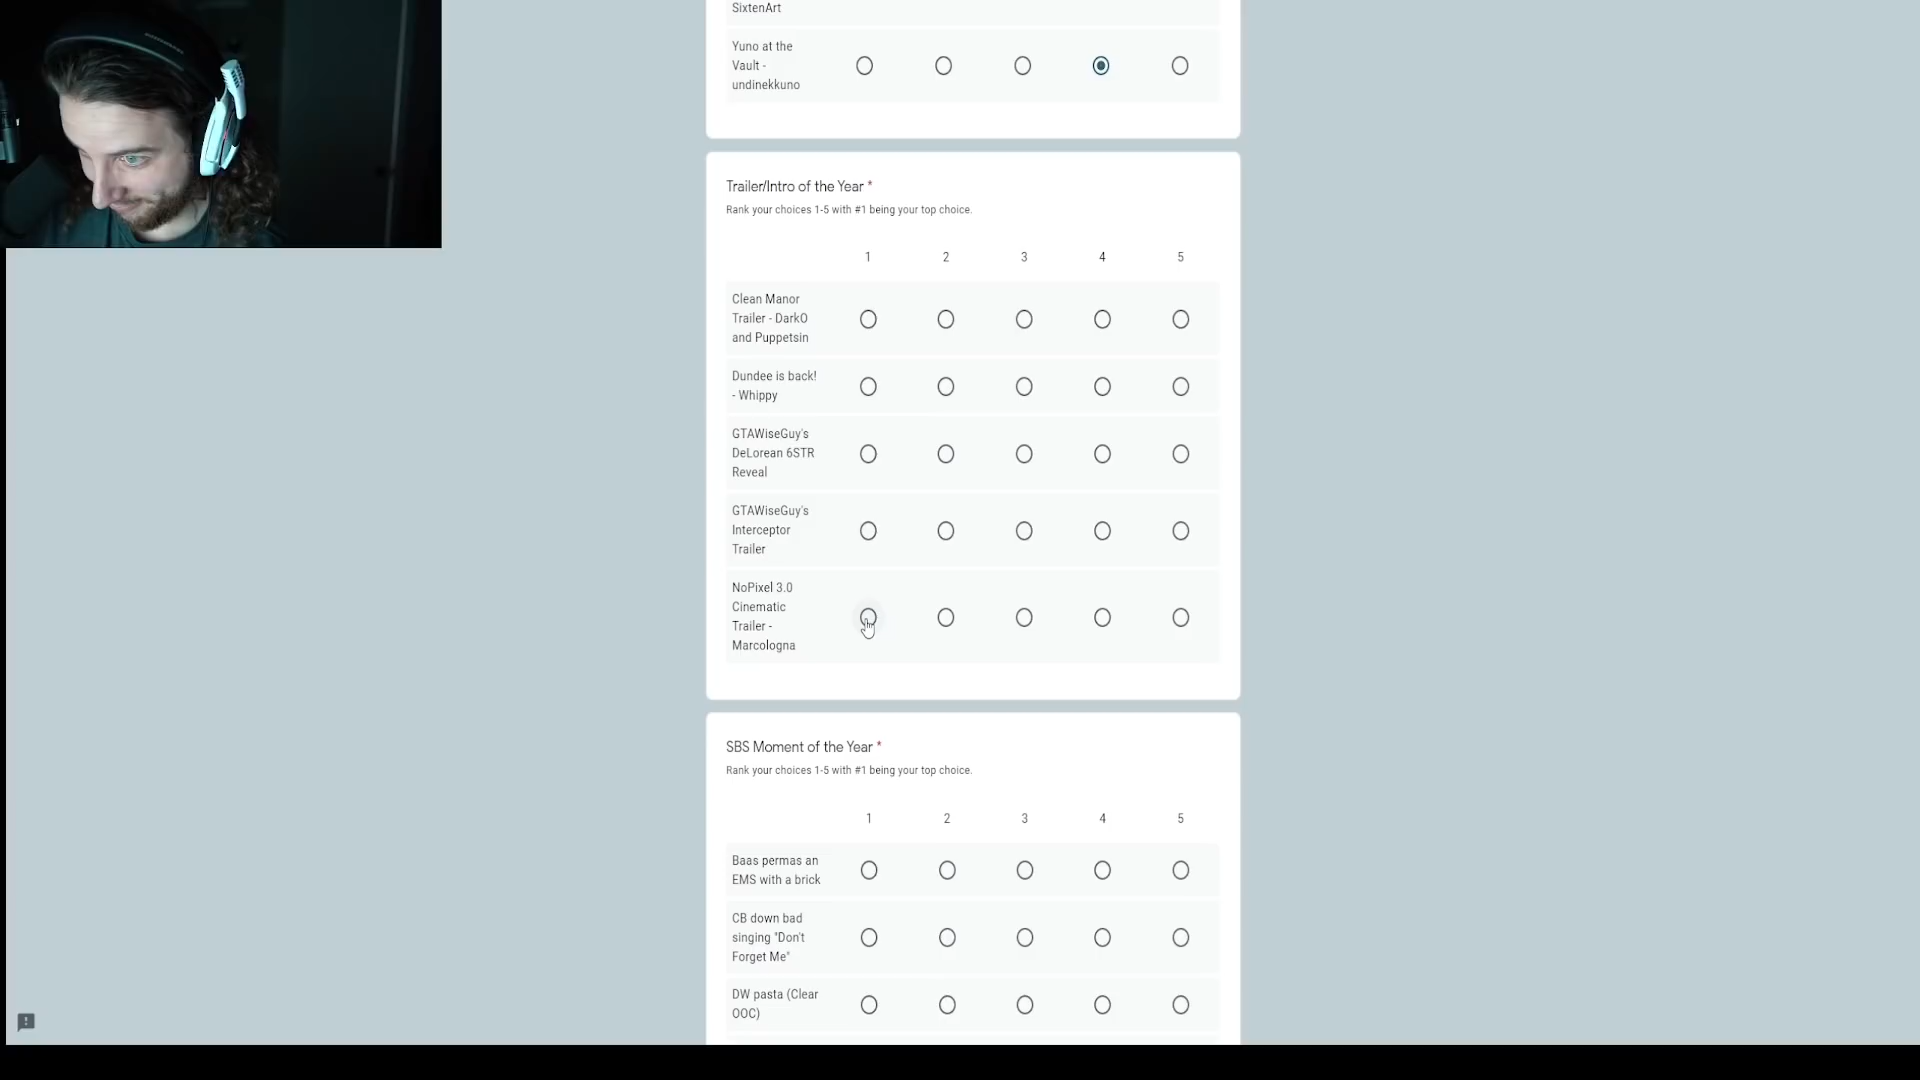 SixtenArt
Yuno at the
Vault -
undinekkuno
Trailer/Intro of the Year *
Rank your choices 1-5 with #1 being your top choice.
1 2 3 4 5
Clean Manor
Trailer - DarkO
and Puppetsin
Dundee is back!
- Whippy
GTAWiseGuy's
DeLorean 6STR
Reveal
GTAWiseGuy's
Interceptor
Trailer
NoPixel 3.0
Cinematic
Trailer -
Marcologna
SBS Moment of the Year *
Rank your choices 1-5 with #1 being your top choice.
1 2 3 4 5
Baas permas an
EMS with a brick
CB down bad
singing "Don't
Forget Me"
DW pasta (Clear
OOC)